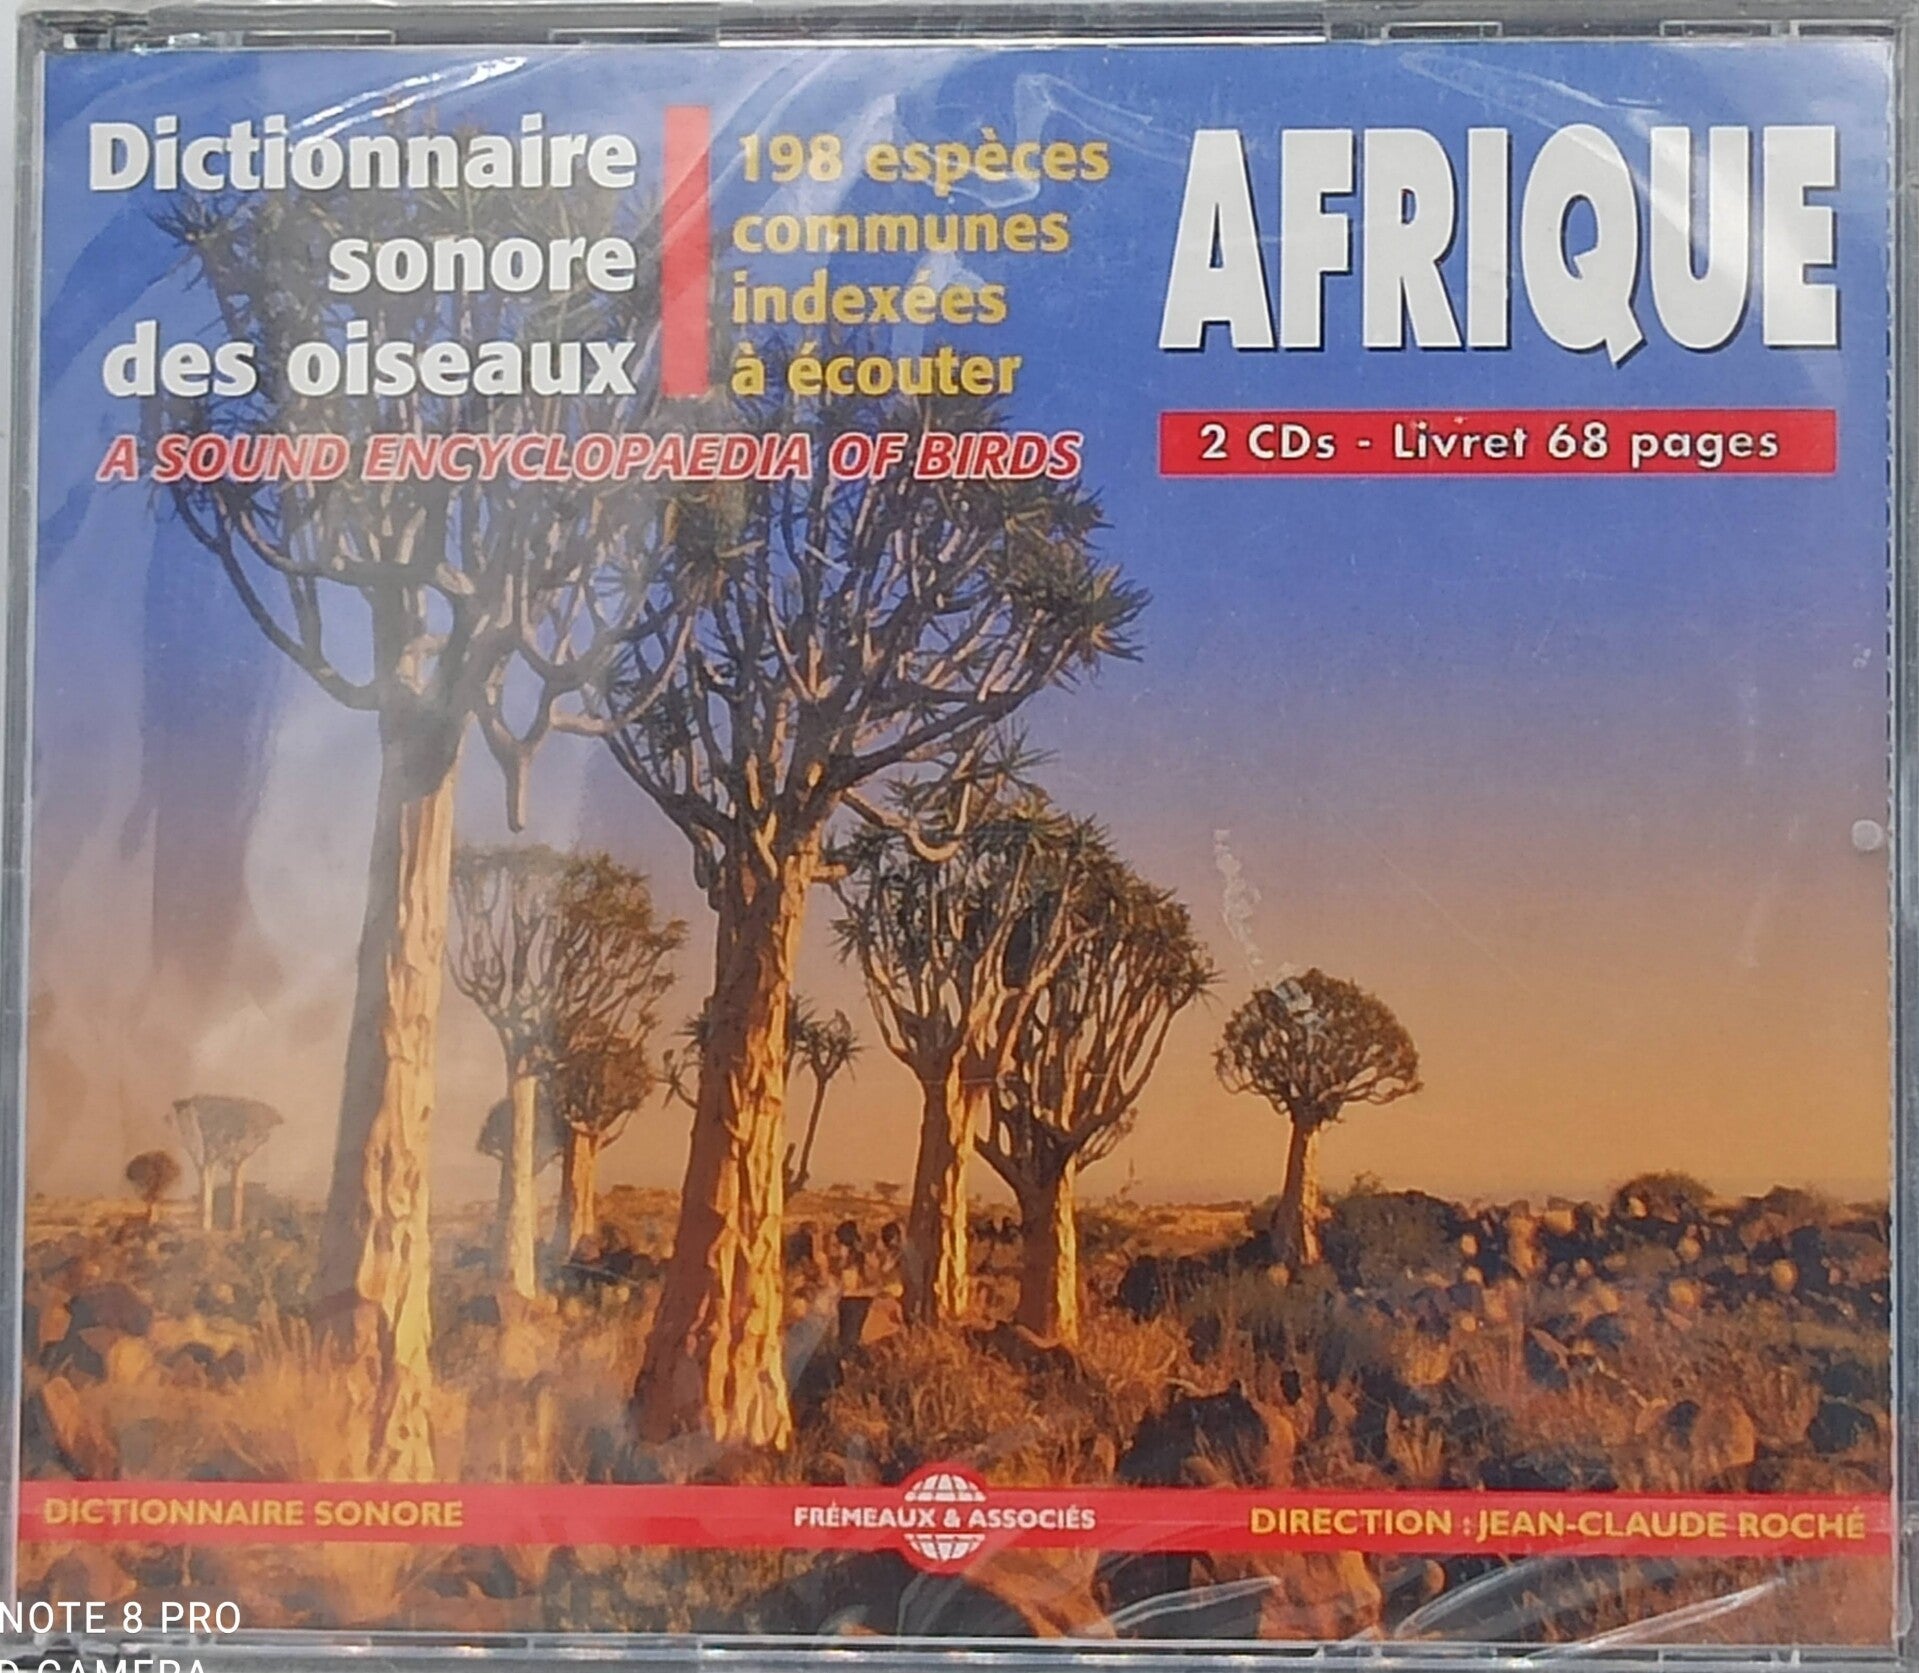 Dictionnaire
sonore
des oiseaux
198 espèces
communes
indexées
à écouter
AFRIQUE
A SOUND ENCYCLOPAEDIA OF BIRDS
2 CDs - Livret 68 pages
DICTIONNAIRE SONORE
FRÉMEAUX & ASSOCIÉS
DIRECTION : JEAN-CLAUDE ROCHÉ
NOTE 8 PRO
CAMERA